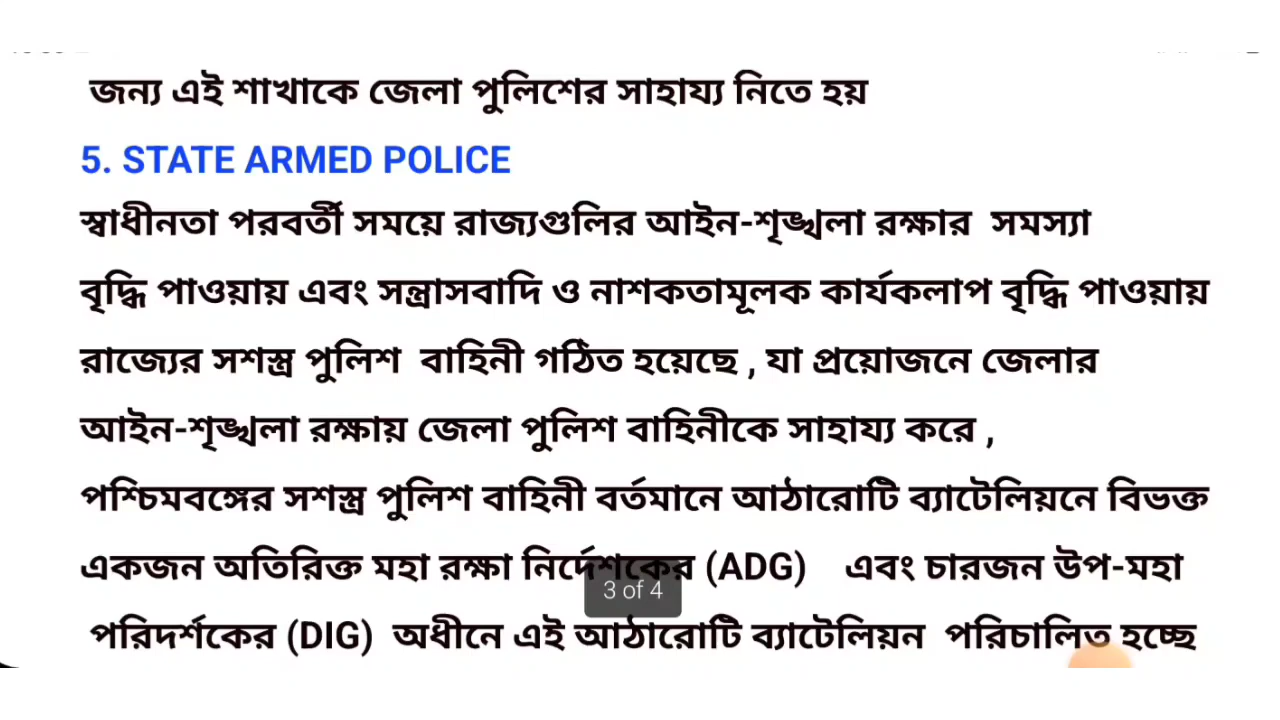 জন্য এই শাখাকে জেলা পুলিশের সাহায্য নিতে হয়
5. STATE ARMED POLICE
স্বাধীনতা পরবর্তী সময়ে রাজ্যগুলির আইন-শৃঙ্খলা রক্ষার সমস্যা
বৃদ্ধি পাওয়ায় এবং সন্ত্রাসবাদি ও নাশকতামূলক কার্যকলাপ বৃদ্ধি পাওয়ায়
রাজ্যের সশস্ত্র পুলিশ বাহিনী গঠিত হয়েছে , যা প্রয়োজনে জেলার
আইন-শৃঙ্খলা রক্ষায় জেলা পুলিশ বাহিনীকে সাহায্য করে ,
পশ্চিমবঙ্গের সশস্ত্র পুলিশ বাহিনী বর্তমানে আঠারোটি ব্যাটেলিয়নে বিভক্ত
একজন অতিরিক্ত মহা রক্ষা নির্দেশকের (ADG) এবং চারজন উপ-মহা
3 of 4
পরিদর্শকের (DIG) অধীনে এই আঠারোটি ব্যাটেলিয়ন পরিচালিত হচ্ছে